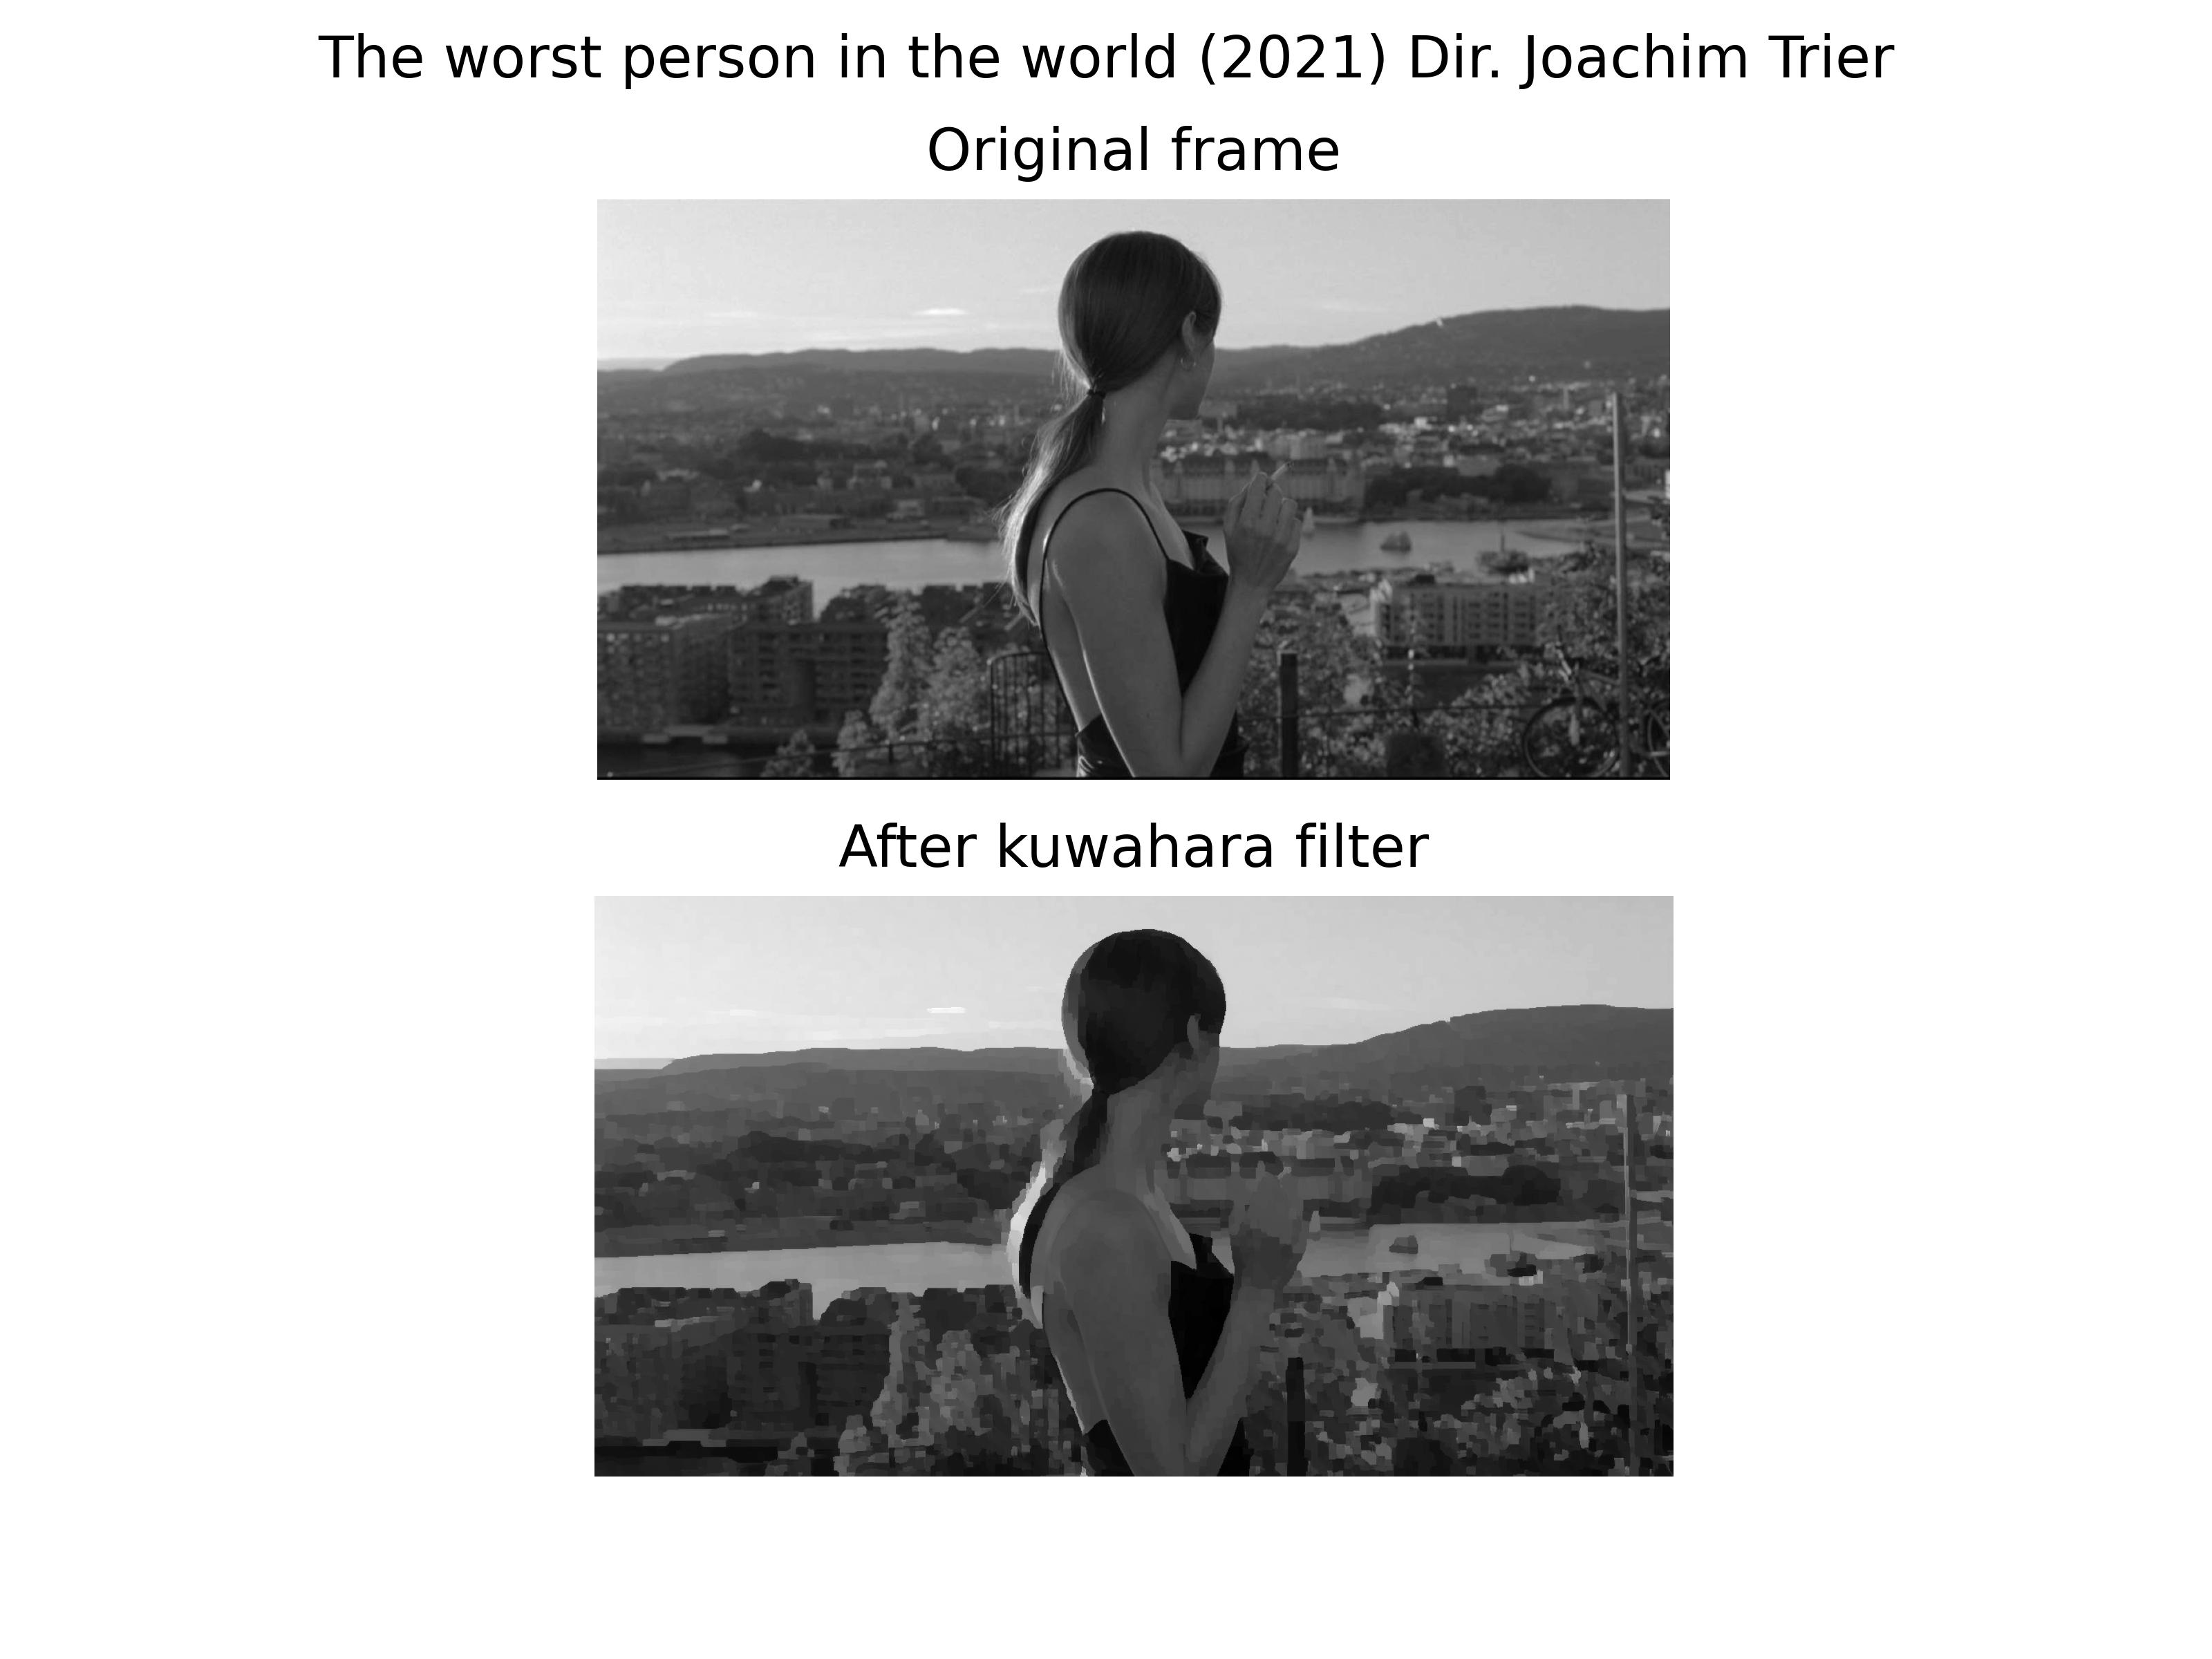 The worst person in the world (2021) Dir. Joachim Trier
Original frame
After kuwahara filter